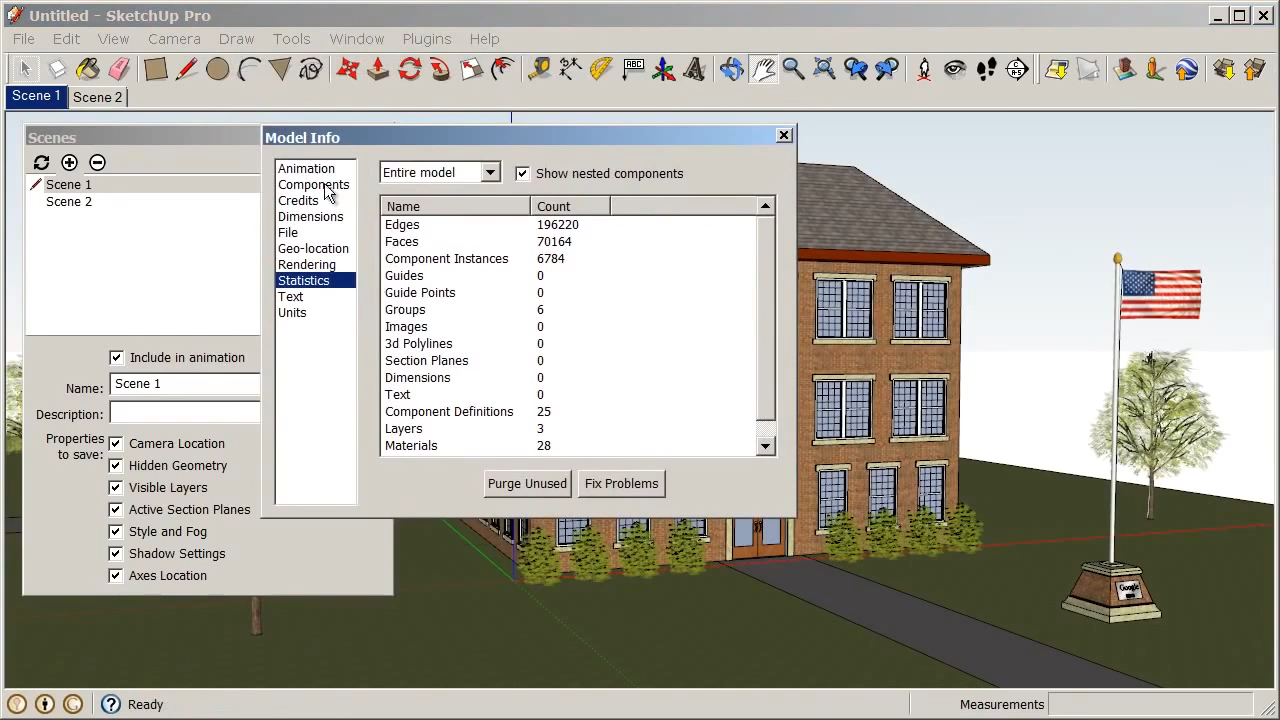 Untitled - SketchUp Pro
File Edit View Camera Draw Tools Window Plugins Help
ABC
A-5
Scene 1 Scene 2
Scenes
Scene 1
Scene 2
Include in animation
Name: Scene 1
Description:
Properties to save:
Camera Location
Hidden Geometry
Visible Layers
Active Section Planes
Style and Fog
Shadow Settings
Axes Location
Model Info
Animation
Components
Credits
Dimensions
File
Geo-location
Rendering
Statistics
Text
Units
Entire model Show nested components
Name Count
Edges 196220
Faces 70164
Component Instances 6784
Guides 0
Guide Points 0
Groups 6
Images 0
3d Polylines 0
Section Planes 0
Dimensions 0
Text 0
Component Definitions 25
Layers 3
Materials 28
Purge Unused Fix Problems
Google
Ready Measurements